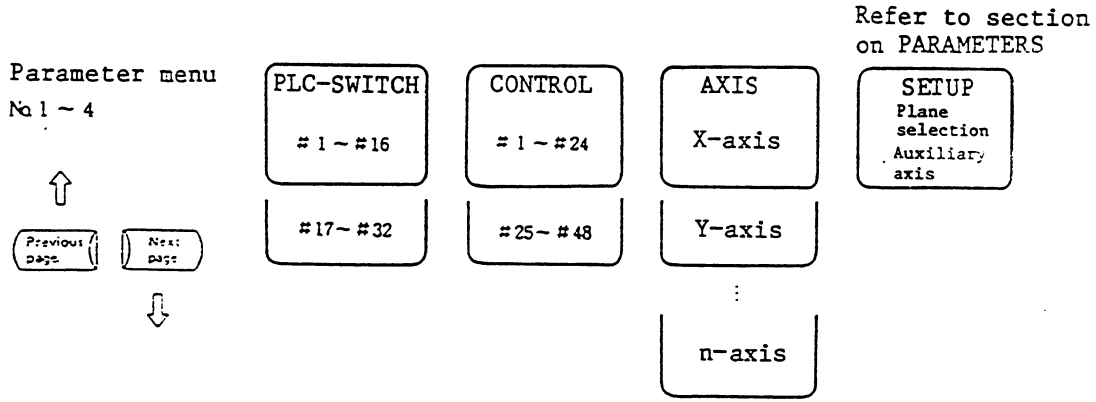 Refer to section
on PARAMETERS
Parameter menu
No 1 ~ 4
PLC-SWITCH
# 1 ~ #16
#17~ #32
CONTROL
# 1 ~ #24
#25~ #48
AXIS
X-axis
Y-axis
⋮
n-axis
SETUP
Plane
selection
Auxiliary
axis
Previous
page
Next
page